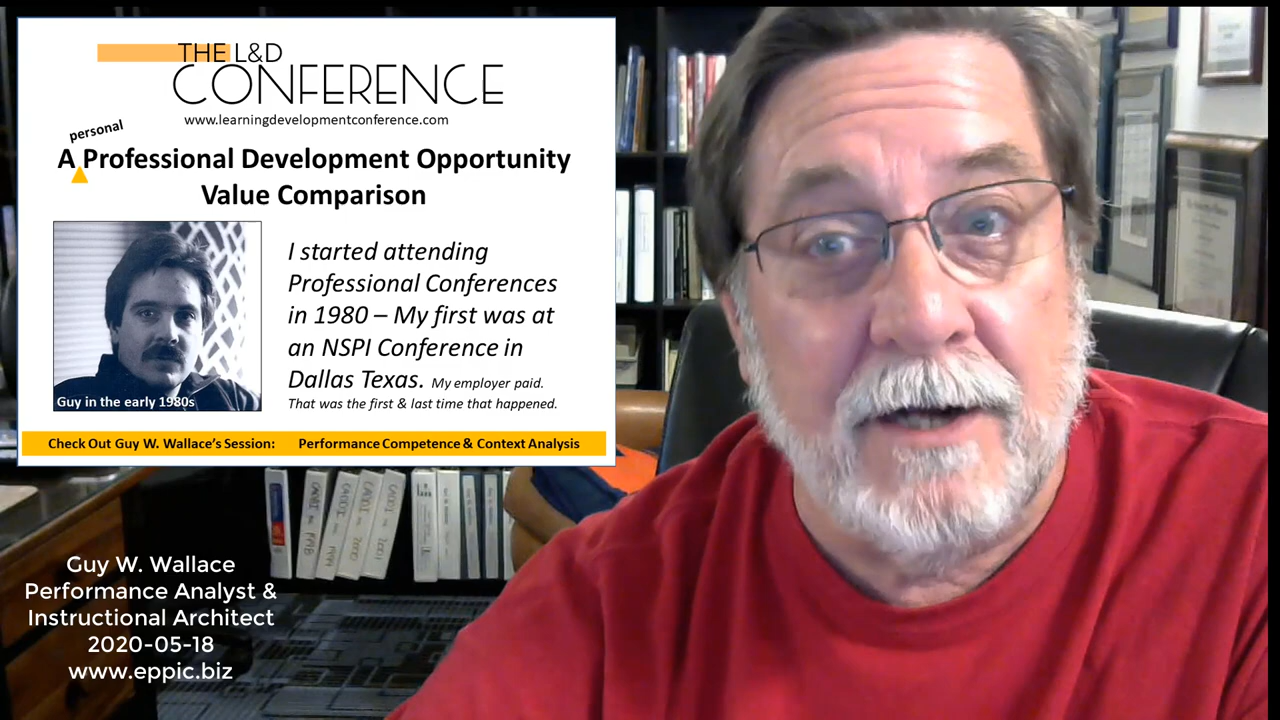 THE L&D
CONFERENCE
www.learningdevelopmentconference.com
personal
A Professional Development Opportunity
Value Comparison
I started attending
Professional Conferences
in 1980 – My first was at
an NSPI Conference in
Dallas Texas. My employer paid.
That was the first & last time that happened.
Guy in the early 1980s
Check Out Guy W. Wallace's Session: Performance Competence & Context Analysis
Guy W. Wallace
Performance Analyst &
Instructional Architect
2020-05-18
www.eppic.biz